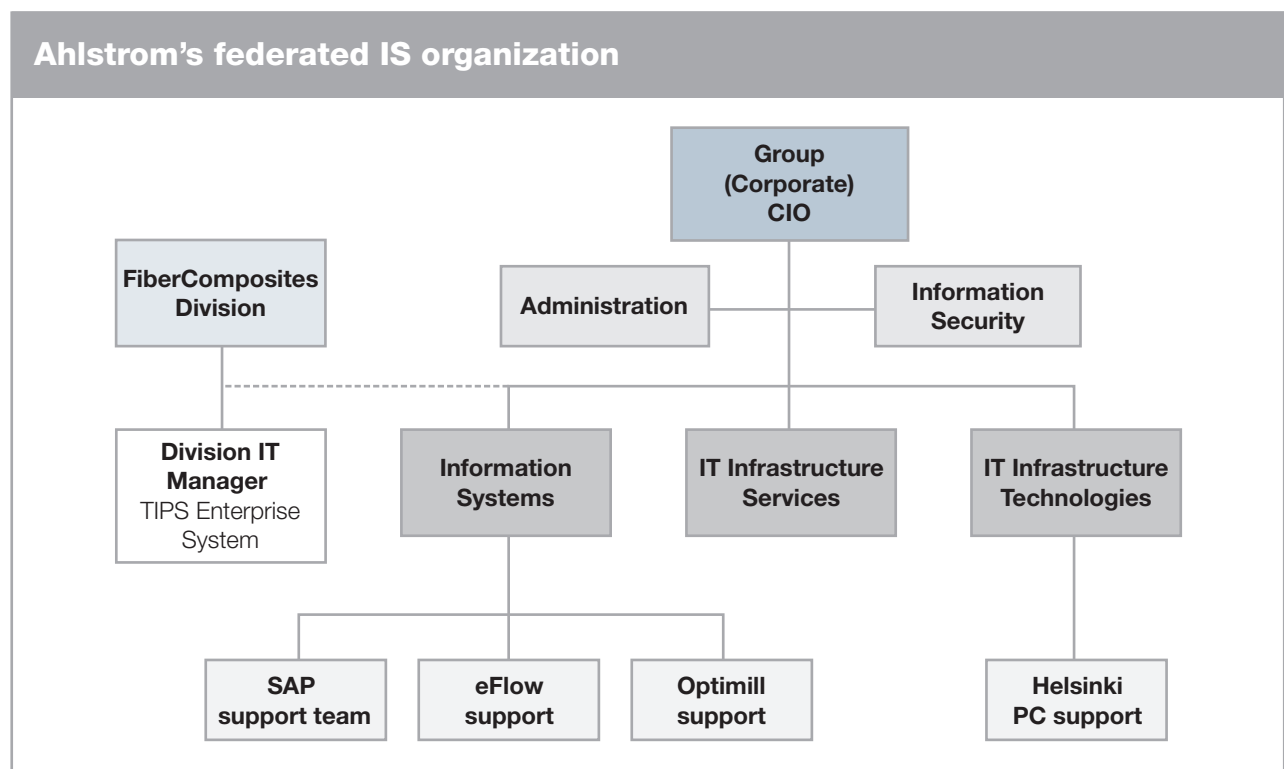 Ahlstrom's federated IS organization
Group
(Corporate)
CIO
FiberComposites
Division
Administration
Information
Security
Division IT
Manager
TIPS Enterprise
System
Information
Systems
IT Infrastructure
Services
IT Infrastructure
Technologies
SAP
support team
eFlow
support
Optimill
support
Helsinki
PC support